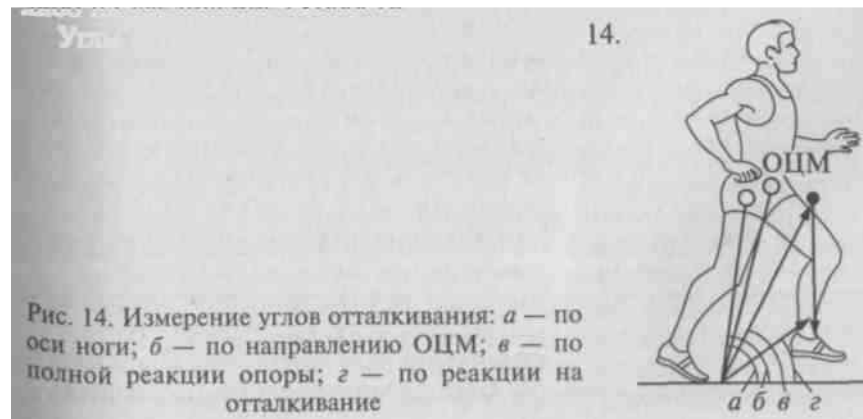 14.
ОЦМ
Рис. 14. Измерение углов отталкивания: а — по
оси ноги; б — по направлению ОЦМ; в — по
полной реакции опоры; г — по реакции на
отталкивание
а б в г